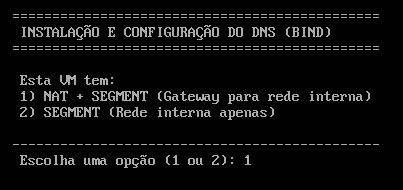 ==============================================
INSTALAÇÃO E CONFIGURAÇÃO DO DNS (BIND)
==============================================
Esta VM tem:
1) NAT + SEGMENT (Gateway para rede interna)
2) SEGMENT (Rede interna apenas)
----------------------------------------------
Escolha uma opção (1 ou 2): 1